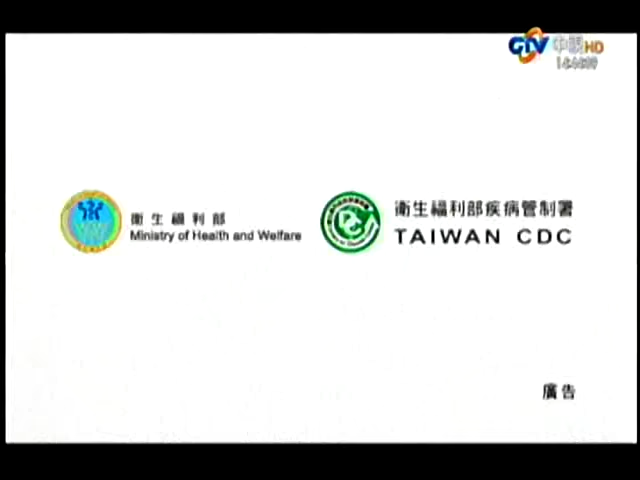 CTV 中視HD
衛生福利部
Ministry of Health and Welfare
衛生福利部疾病管制署
TAIWAN CDC
廣告